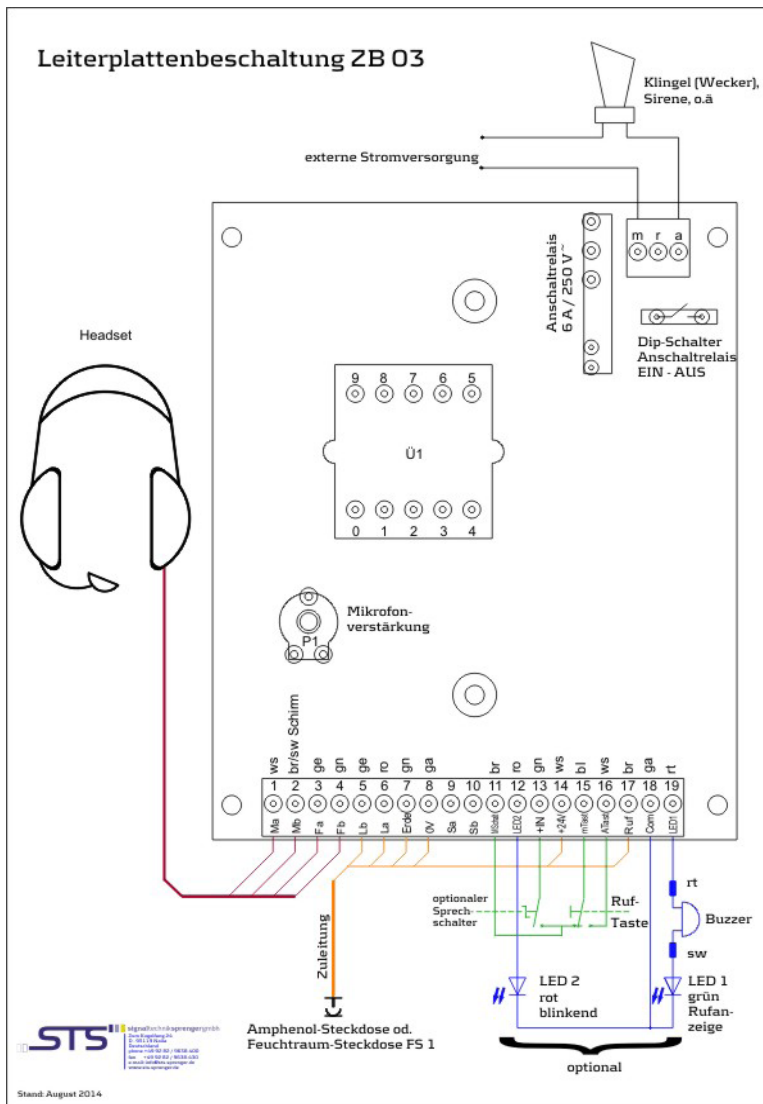 Leiterplattenbeschaltung ZB 03
Klingel (Wecker),
Sirene, o.ä
externe Stromversorgung
m r a
Anschaltrelais
6 A / 250 V~
Dip-Schalter
Anschaltrelais
EIN - AUS
Headset
9 8 7 6 5
Ü1
0 1 2 3 4
Mikrofon-
verstärkung
P1
ws br/sw Schirm ge gn ge ro gn ga br ro gn ws bl ws br ga rt
1 2 3 4 5 6 7 8 9 10 11 12 13 14 15 16 17 18 19
Ma Mb Fa Fb Lb La Erde 0V Sa Sb LED2 +IN +24V mTast ATast Ruf Com LED1
optionaler
Sprech-
schalter
Ruf-
Taste
rt
Buzzer
sw
Zuleitung
LED 2
rot
blinkend
LED 1
grün
Rufan-
zeige
Amphenol-Steckdose od.
Feuchtraum-Steckdose FS 1
optional
STS
signaltechniksprengergmbh
Deutschland
Stand: August 2014